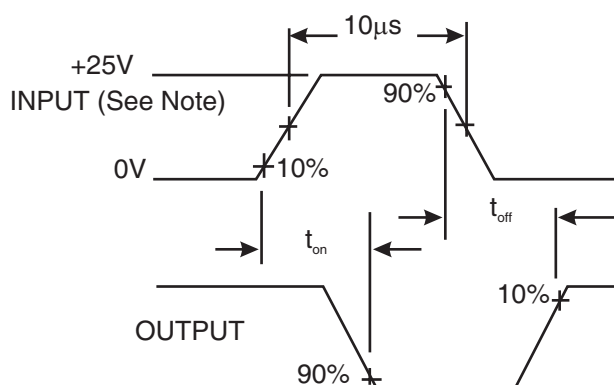 10µs
+25V
INPUT (See Note)
90%
0V
10%
t_off
t_on
10%
OUTPUT
90%